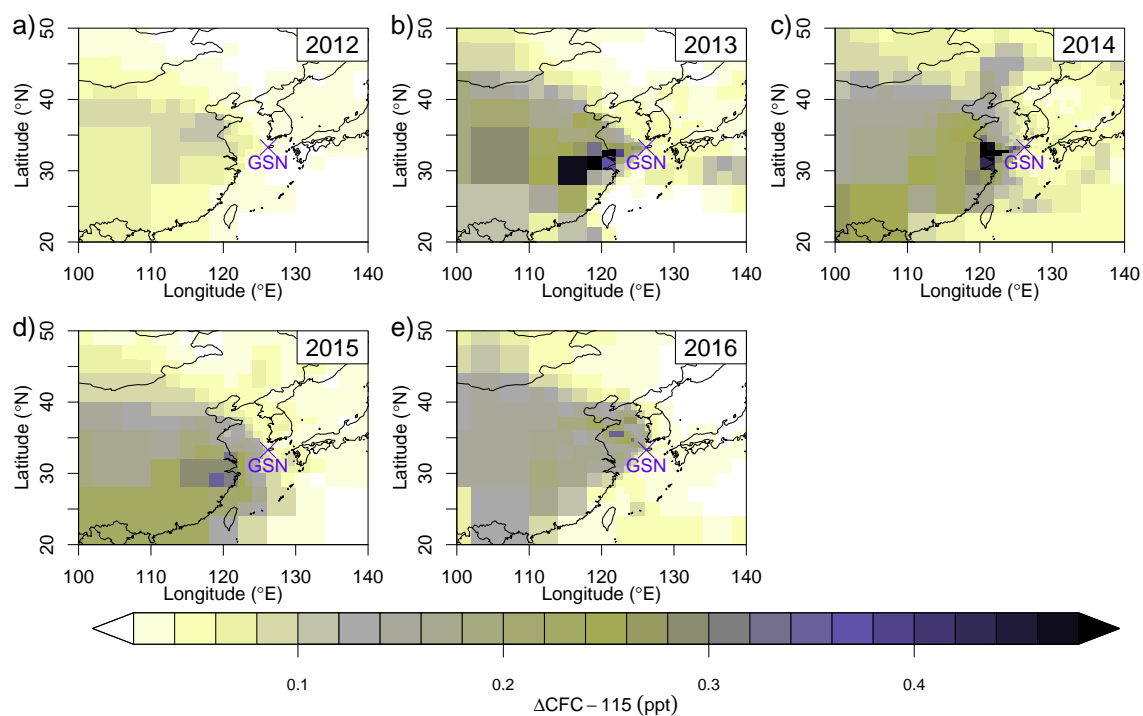 a)
2012
50
40
30
20
Latitude (°N)
GSN
100 110 120 130 140
Longitude (°E)
b)
2013
50
40
30
20
Latitude (°N)
GSN
100 110 120 130 140
Longitude (°E)
c)
2014
50
40
30
20
Latitude (°N)
GSN
100 110 120 130 140
Longitude (°E)
d)
2015
50
40
30
20
Latitude (°N)
GSN
100 110 120 130 140
Longitude (°E)
e)
2016
50
40
30
20
Latitude (°N)
GSN
100 110 120 130 140
Longitude (°E)
0.1 0.2 0.3 0.4
ΔCFC − 115 (ppt)